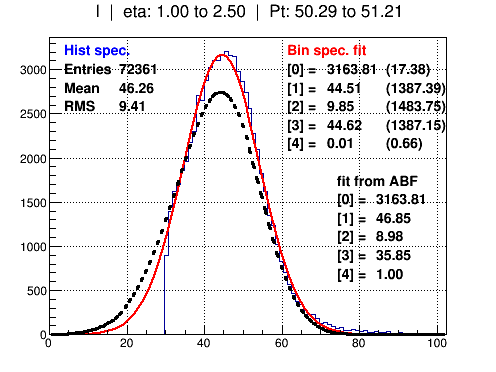 I | eta: 1.00 to 2.50 | Pt: 50.29 to 51.21
Hist spec.
Entries 72361
Mean 46.26
RMS 9.41
Bin spec. fit
[0] = 3163.81 (17.38)
[1] = 44.51 (1387.39)
[2] = 9.85 (1483.75)
[3] = 44.62 (1387.15)
[4] = 0.01 (0.66)
fit from ABF
[0] = 3163.81
[1] = 46.85
[2] = 8.98
[3] = 35.85
[4] = 1.00
3000
2500
2000
1500
1000
500
0
0 20 40 60 80 100